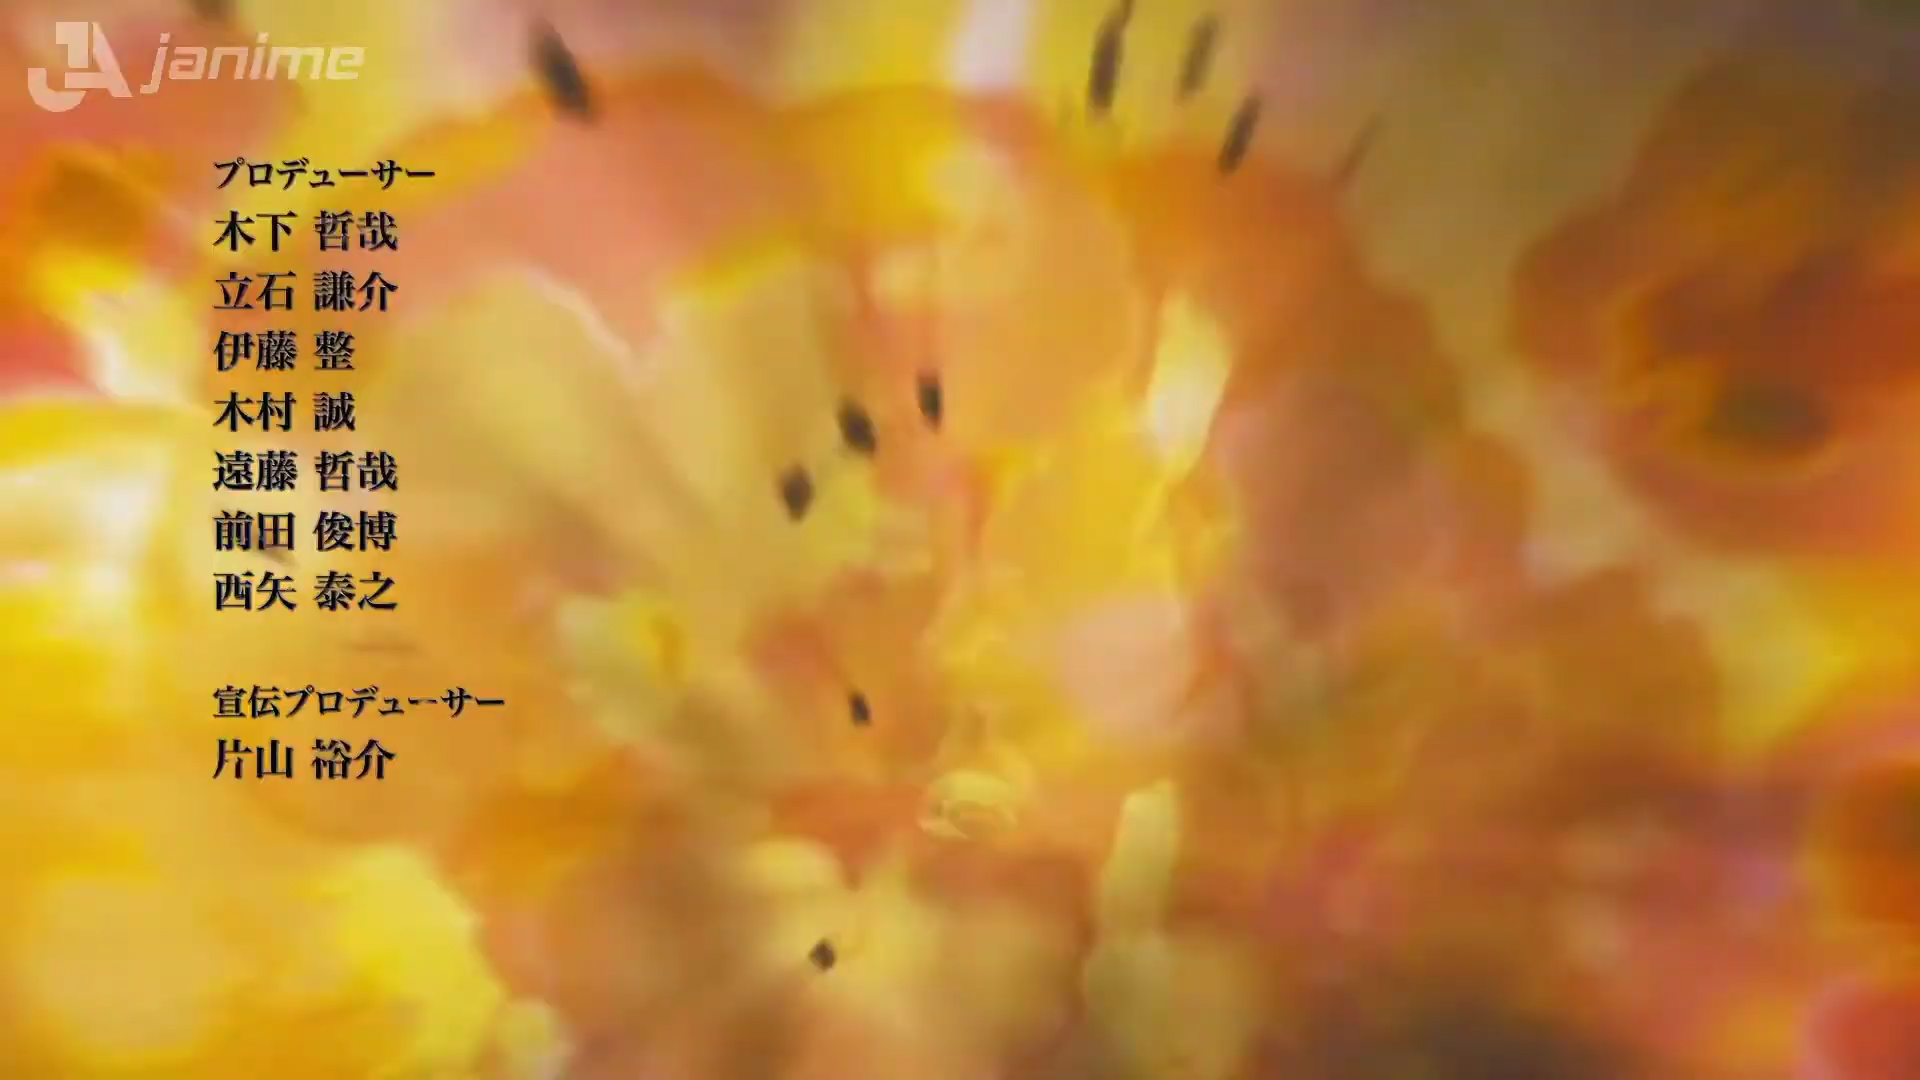 JA janime
プロデューサー
木下 哲哉
立石 謙介
伊藤 整
木村 誠
遠藤 哲哉
前田 俊博
西矢 泰之
宣伝プロデューサー
片山 裕介